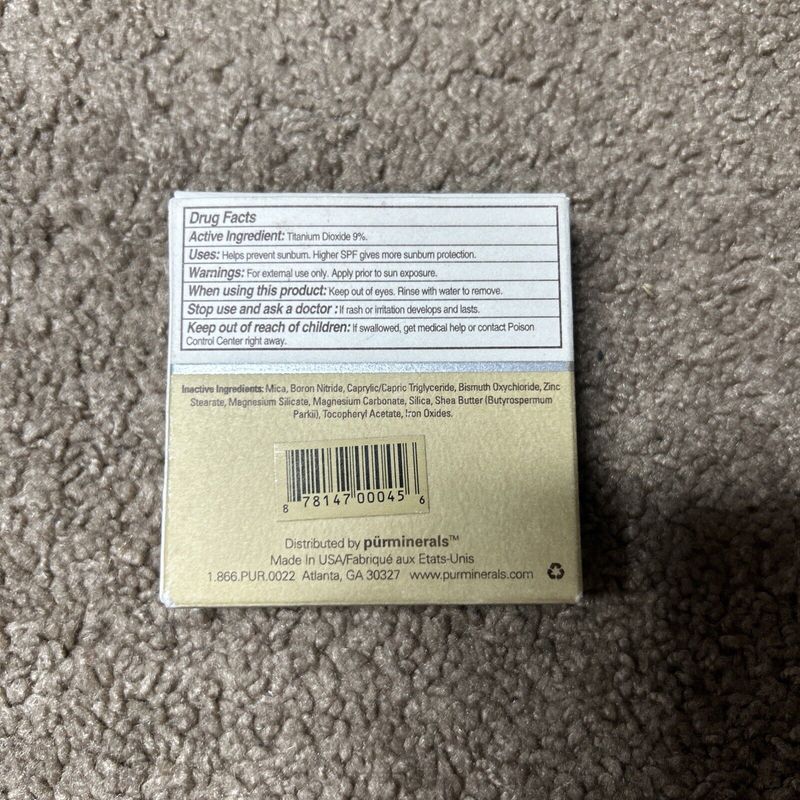 Drug Facts
Active Ingredient: Titanium Dioxide 9%.
Uses: Helps prevent sunburn. Higher SPF gives more sunburn protection.
Warnings: For external use only. Apply prior to sun exposure.
When using this product: Keep out of eyes. Rinse with water to remove.
Stop use and ask a doctor : If rash or irritation develops and lasts.
Keep out of reach of children: If swallowed, get medical help or contact Poison
Control Center right away.
Inactive Ingredients: Mica, Boron Nitride, Caprylic/Capric Triglyceride, Bismuth Oxychloride, Zinc
Stearate, Magnesium Silicate, Magnesium Carbonate, Silica, Shea Butter (Butyrospermum
Parkii), Tocopheryl Acetate, Iron Oxides.
8 78147 00045 6
Distributed by pürminerals™
Made In USA/Fabriqué aux Etats-Unis
1.866.PUR.0022 Atlanta, GA 30327 www.purminerals.com